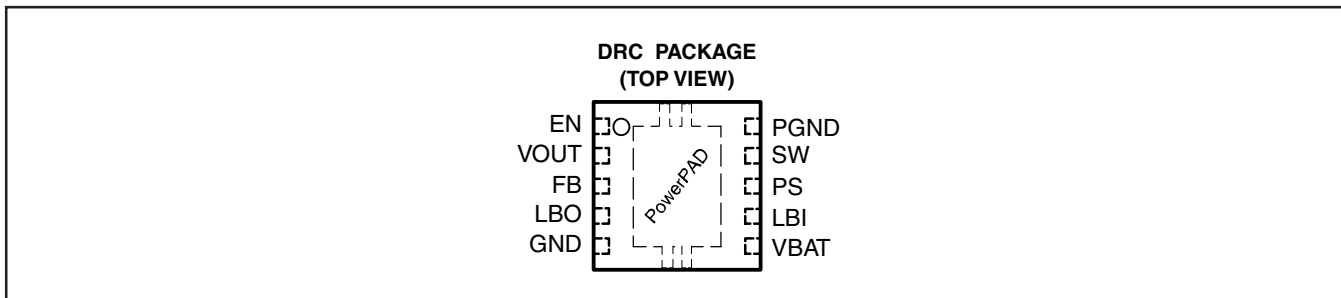 DRC PACKAGE
(TOP VIEW)
EN PGND
VOUT SW
FB PS
LBO LBI
GND VBAT
PowerPAD